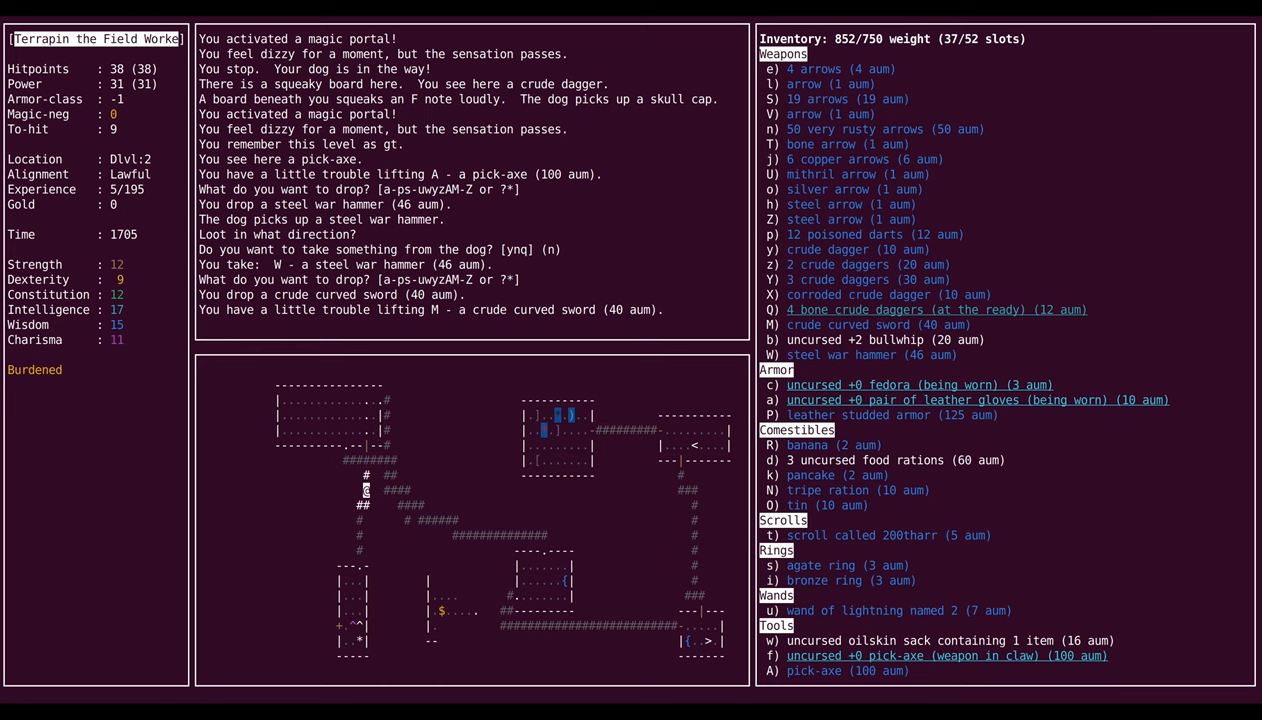 [Terrapin the Field Worke]
Hitpoints : 38 (38)
Power : 31 (31)
Armor-class : -1
Magic-neg : 0
To-hit : 9
Location : Dlvl:2
Alignment : Lawful
Experience : 5/195
Gold : 0
Time : 1705
Strength : 12
Dexterity : 9
Constitution : 12
Intelligence : 17
Wisdom : 15
Charisma : 11
Burdened
You activated a magic portal!
You feel dizzy for a moment, but the sensation passes.
You stop. Your dog is in the way!
There is a squeaky board here. You see here a crude dagger.
A board beneath you squeaks an F note loudly. The dog picks up a skull cap.
You activated a magic portal!
You feel dizzy for a moment, but the sensation passes.
You remember this level as gt.
You see here a pick-axe.
You have a little trouble lifting A - a pick-axe (100 aum).
What do you want to drop? [a-ps-uwyzAM-Z or ?*]
You drop a steel war hammer (46 aum).
The dog picks up a steel war hammer.
Loot in what direction?
Do you want to take something from the dog? [ynq] (n)
You take: W - a steel war hammer (46 aum).
What do you want to drop? [a-ps-uwyzAM-Z or ?*]
You drop a crude curved sword (40 aum).
You have a little trouble lifting M - a crude curved sword (40 aum).
Inventory: 852/750 weight (37/52 slots)
Weapons
e) 4 arrows (4 aum)
l) arrow (1 aum)
S) 19 arrows (19 aum)
V) arrow (1 aum)
n) 50 very rusty arrows (50 aum)
T) bone arrow (1 aum)
j) 6 copper arrows (6 aum)
U) mithril arrow (1 aum)
o) silver arrow (1 aum)
h) steel arrow (1 aum)
Z) steel arrow (1 aum)
p) 12 poisoned darts (12 aum)
y) crude dagger (10 aum)
z) 2 crude daggers (20 aum)
Y) 3 crude daggers (30 aum)
X) corroded crude dagger (10 aum)
Q) 4 bone crude daggers (at the ready) (12 aum)
M) crude curved sword (40 aum)
b) uncursed +2 bullwhip (20 aum)
W) steel war hammer (46 aum)
Armor
c) uncursed +0 fedora (being worn) (3 aum)
a) uncursed +0 pair of leather gloves (being worn) (10 aum)
P) leather studded armor (125 aum)
Comestibles
R) banana (2 aum)
d) 3 uncursed food rations (60 aum)
k) pancake (2 aum)
N) tripe ration (10 aum)
O) tin (10 aum)
Scrolls
t) scroll called 200tharr (5 aum)
Rings
s) agate ring (3 aum)
i) bronze ring (3 aum)
Wands
u) wand of lightning named 2 (7 aum)
Tools
w) uncursed oilskin sack containing 1 item (16 aum)
f) uncursed +0 pick-axe (weapon in claw) (100 aum)
A) pick-axe (100 aum)